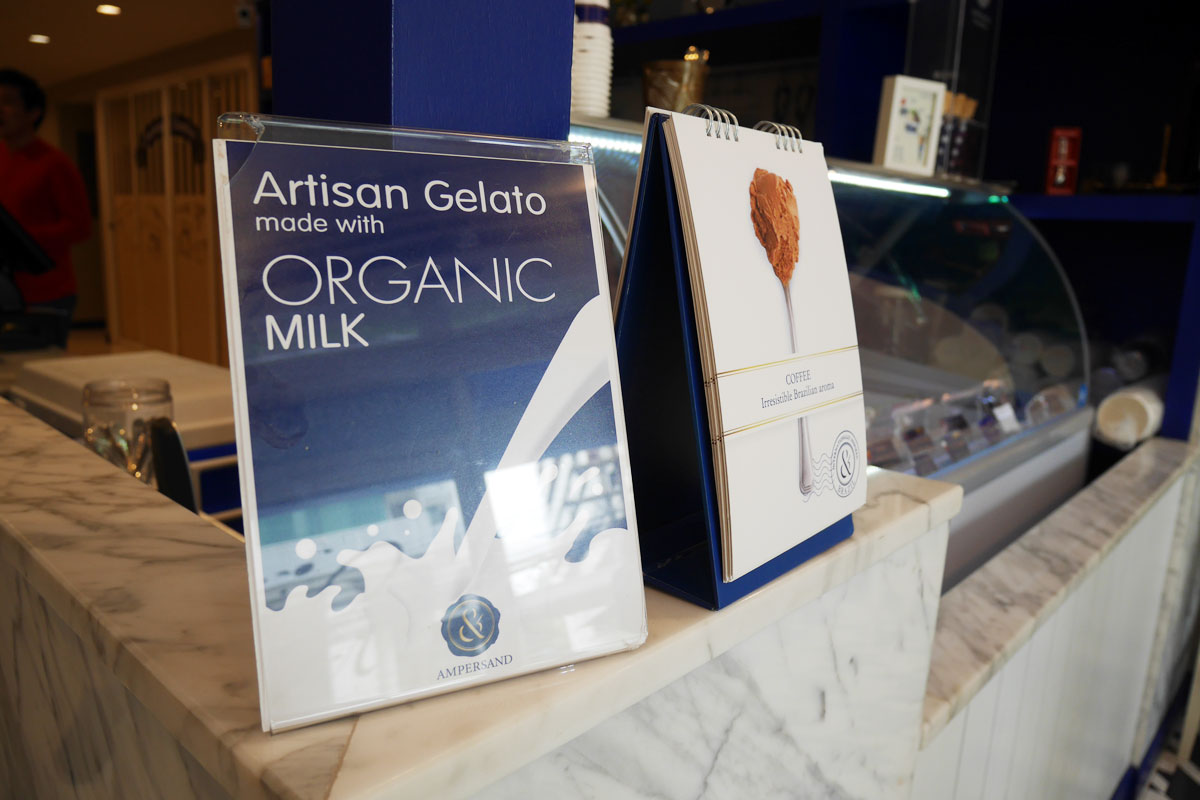 Artisan Gelato
made with
ORGANIC
MILK
&
AMPERSAND
COFFEE
Irresistible Brazilian aroma
&